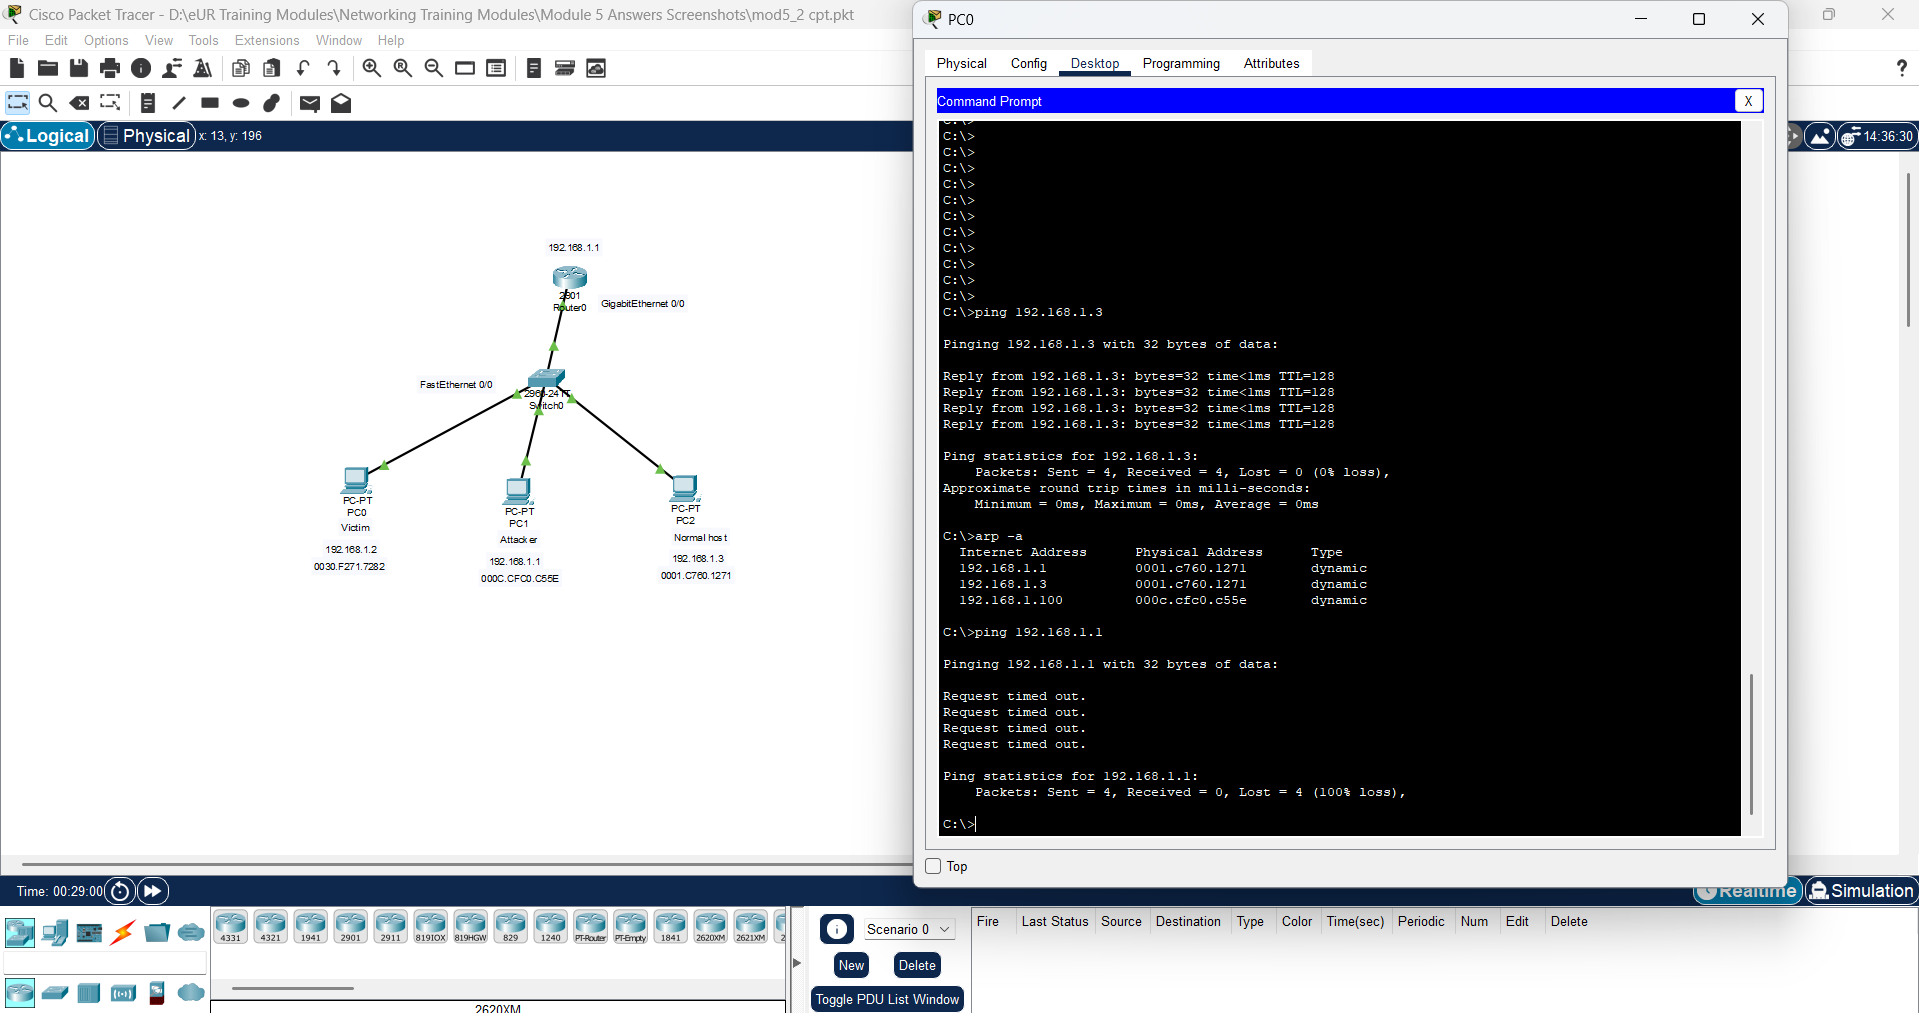 Cisco Packet Tracer - D:\eUR Training Modules\Networking Training Modules\Module 5 Answers Screenshots\mod5_2 cpt.pkt
File Edit Options View Tools Extensions Window Help
Logical Physical x: 13, y: 196
14:36:30
192.168.1.1
2901
Router0
GigabitEthernet 0/0
FastEthernet 0/0
2960-24TT
Switch0
PC-PT
PC0
Victim
192.168.1.2
0030.F271.7282
PC-PT
PC1
Attacker
192.168.1.1
000C.CFC0.C55E
PC-PT
PC2
Normal host
192.168.1.3
0001.C760.1271
PC0
Physical Config Desktop Programming Attributes
Command Prompt X
C:\>
C:\>
C:\>
C:\>
C:\>
C:\>
C:\>
C:\>
C:\>
C:\>
C:\>
C:\>
C:\>ping 192.168.1.3
Pinging 192.168.1.3 with 32 bytes of data:
Reply from 192.168.1.3: bytes=32 time<1ms TTL=128
Reply from 192.168.1.3: bytes=32 time<1ms TTL=128
Reply from 192.168.1.3: bytes=32 time<1ms TTL=128
Reply from 192.168.1.3: bytes=32 time<1ms TTL=128
Ping statistics for 192.168.1.3:
Packets: Sent = 4, Received = 4, Lost = 0 (0% loss),
Approximate round trip times in milli-seconds:
Minimum = 0ms, Maximum = 0ms, Average = 0ms
C:\>arp -a
Internet Address Physical Address Type
192.168.1.1 0001.c760.1271 dynamic
192.168.1.3 0001.c760.1271 dynamic
192.168.1.100 000c.cfc0.c55e dynamic
C:\>ping 192.168.1.1
Pinging 192.168.1.1 with 32 bytes of data:
Request timed out.
Request timed out.
Request timed out.
Request timed out.
Ping statistics for 192.168.1.1:
Packets: Sent = 4, Received = 0, Lost = 4 (100% loss),
C:\>
Top
Time: 00:29:00
Realtime Simulation
4331 4321 1941 2901 2911 819IOX 819HGW 829 1240 PT-Router PT-Empty 1841 2620XM 2621XM 2
2620XM
Scenario 0
New Delete
Toggle PDU List Window
Fire Last Status Source Destination Type Color Time(sec) Periodic Num Edit Delete